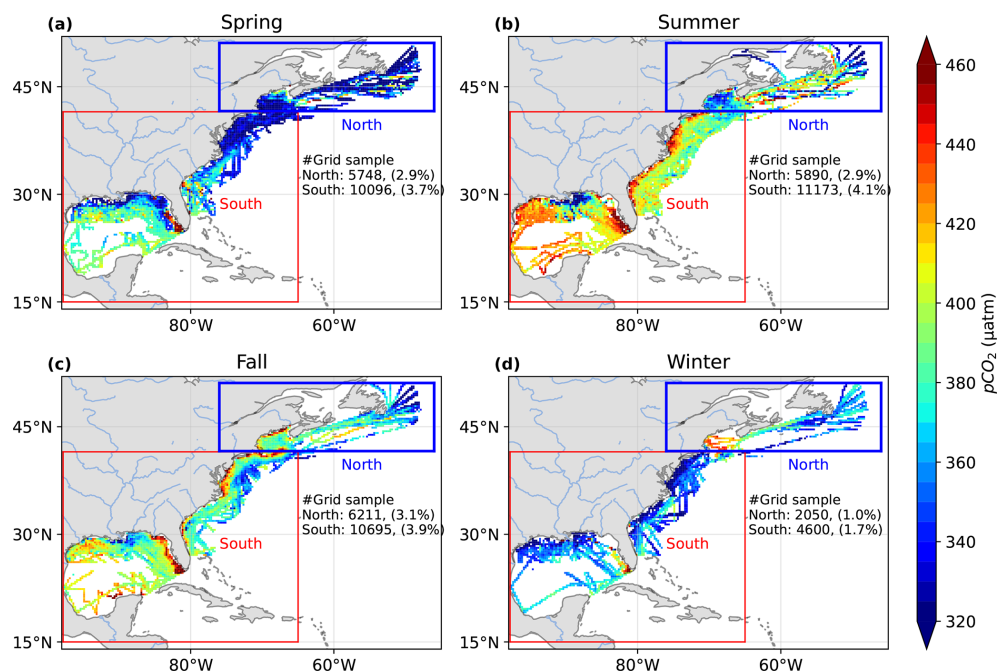 (a) Spring
45°N
30°N
15°N
80°W 60°W
North
South
#Grid sample
North: 5748, (2.9%)
South: 10096, (3.7%)
(b) Summer
45°N
30°N
15°N
80°W 60°W
North
South
#Grid sample
North: 5890, (2.9%)
South: 11173, (4.1%)
(c) Fall
45°N
30°N
15°N
80°W 60°W
North
South
#Grid sample
North: 6211, (3.1%)
South: 10695, (3.9%)
(d) Winter
45°N
30°N
15°N
80°W 60°W
North
South
#Grid sample
North: 2050, (1.0%)
South: 4600, (1.7%)
460
440
420
400
380
360
340
320
pCO₂ (μatm)